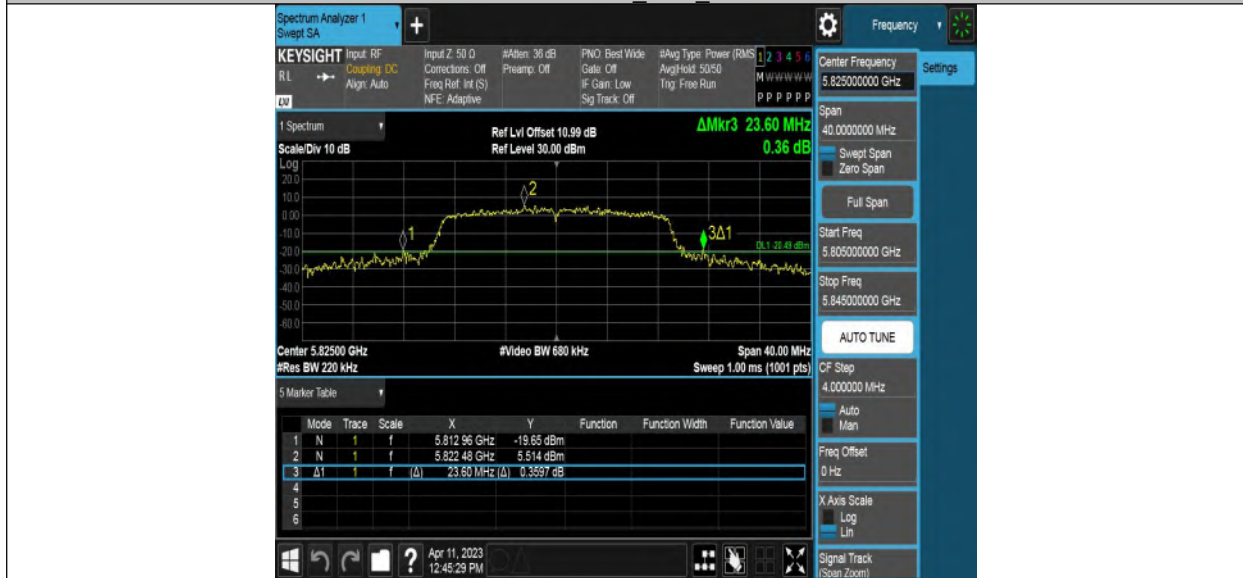 Spectrum Analyzer 1
Swept SA
+
Frequency
KEYSIGHT
RL
LXI
Input: RF
Coupling: DC
Align: Auto
Input Z: 50 Ω
Corrections: Off
Freq Ref: Int (S)
NFE: Adaptive
#Atten: 36 dB
Preamp: Off
PNO: Best Wide
Gate: Off
IF Gain: Low
Sig Track: Off
#Avg Type: Power (RMS
Avg|Hold: 50/50
Trig: Free Run
1 2 3 4 5 6
M W W W W W
P P P P P P
1 Spectrum
Scale/Div 10 dB
Ref Lvl Offset 10.99 dB
Ref Level 30.00 dBm
ΔMkr3 23.60 MHz
0.36 dB
Log
20.0
10.0
0.00
-10.0
-20.0
-30.0
-40.0
-50.0
-60.0
1
2
3Δ1
DL1 -20.49 dBm
Center 5.82500 GHz
#Video BW 680 kHz
Span 40.00 MHz
#Res BW 220 kHz
Sweep 1.00 ms (1001 pts)
5 Marker Table
Mode Trace Scale X Y Function Function Width Function Value
1 N 1 f 5.812 96 GHz -19.65 dBm
2 N 1 f 5.822 48 GHz 5.514 dBm
3 Δ1 1 f (Δ) 23.60 MHz (Δ) 0.3597 dB
4
5
6
?
Apr 11, 2023
12:45:29 PM
Center Frequency
5.825000000 GHz
Settings
Span
40.0000000 MHz
Swept Span
Zero Span
Full Span
Start Freq
5.805000000 GHz
Stop Freq
5.845000000 GHz
AUTO TUNE
CF Step
4.000000 MHz
Auto
Man
Freq Offset
0 Hz
X Axis Scale
Log
Lin
Signal Track
(Span Zoom)